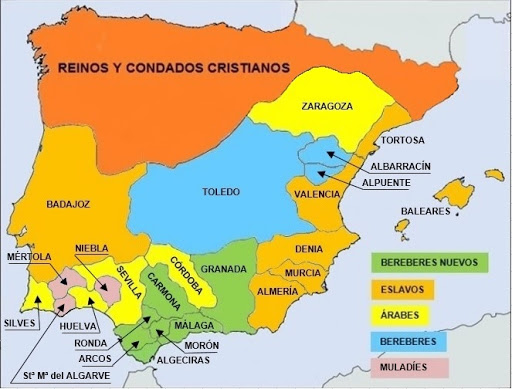 REINOS Y CONDADOS CRISTIANOS
ZARAGOZA
TORTOSA
ALBARRACÍN
ALPUENTE
TOLEDO
VALENCIA
BADAJOZ
BALEARES
NIEBLA
MÉRTOLA
DENIA
GRANADA
CÓRDOBA
SEVILLA
CARMONA
MURCIA
ALMERÍA
BEREBERES NUEVOS
ESLAVOS
ÁRABES
BEREBERES
MULADÍES
SILVES
HUELVA
MÁLAGA
RONDA
MORÓN
ARCOS
ALGECIRAS
Stª Mª del ALGARVE